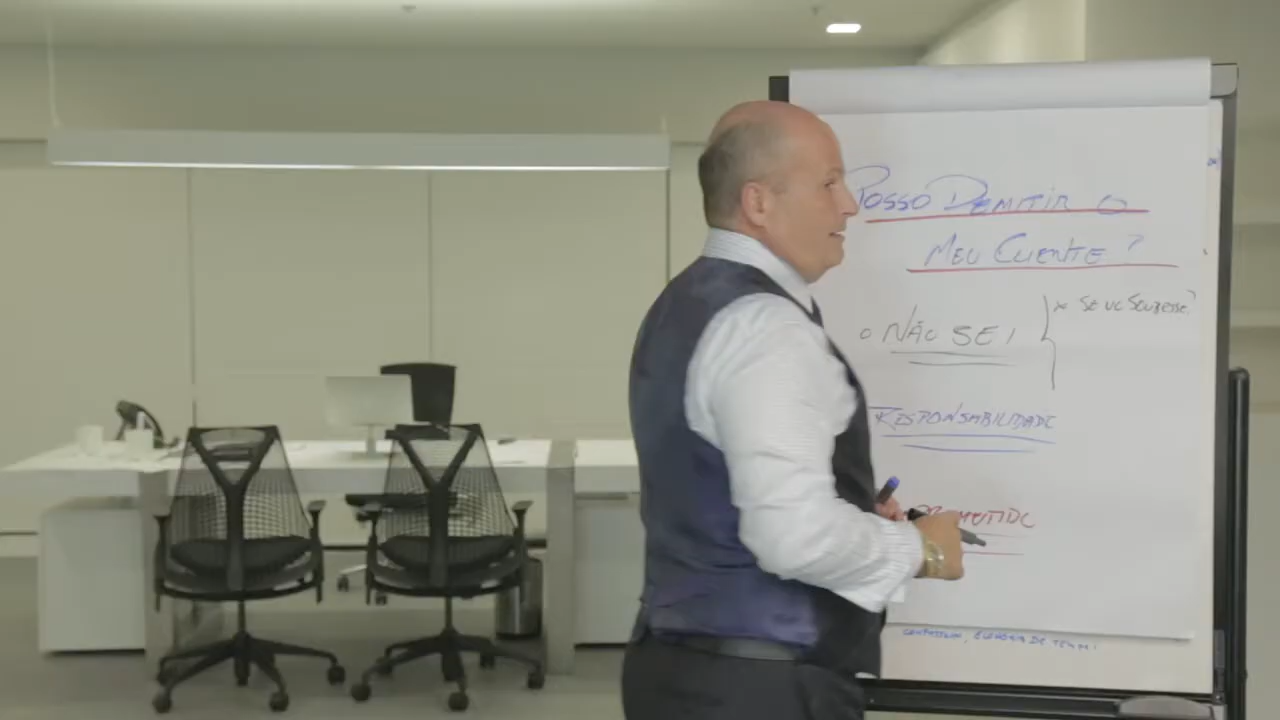 POSSO DEMITIR O
MEU CLIENTE?
o NÃO SEI
* SE VC SOUBESSE?
RESPONSABILIDADE